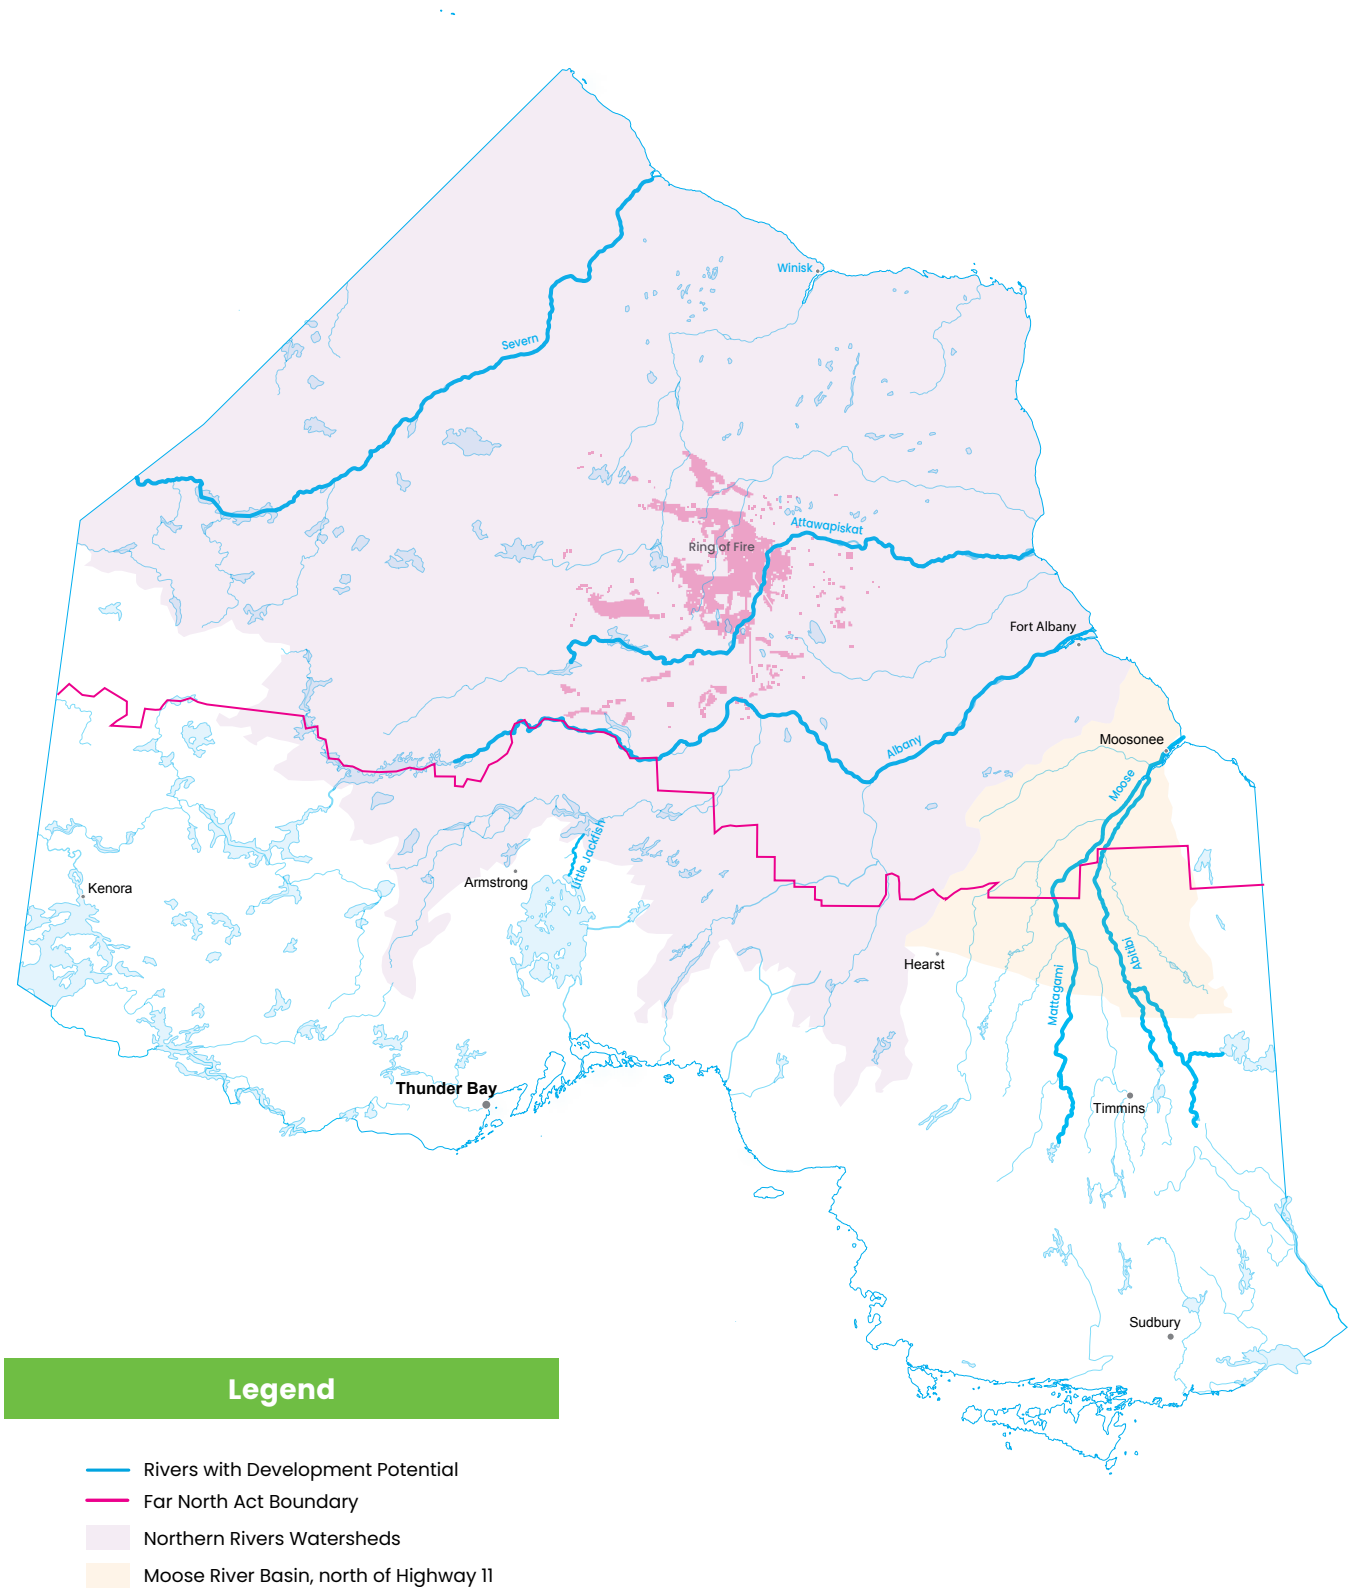 Winisk
Severn
Attawapiskat
Ring of Fire
Fort Albany
Albany
Moosonee
Moose
Little Jackfish
Armstrong
Kenora
Hearst
Abitibi
Mattagami
Thunder Bay
Timmins
Sudbury
Legend
Rivers with Development Potential
Far North Act Boundary
Northern Rivers Watersheds
Moose River Basin, north of Highway 11